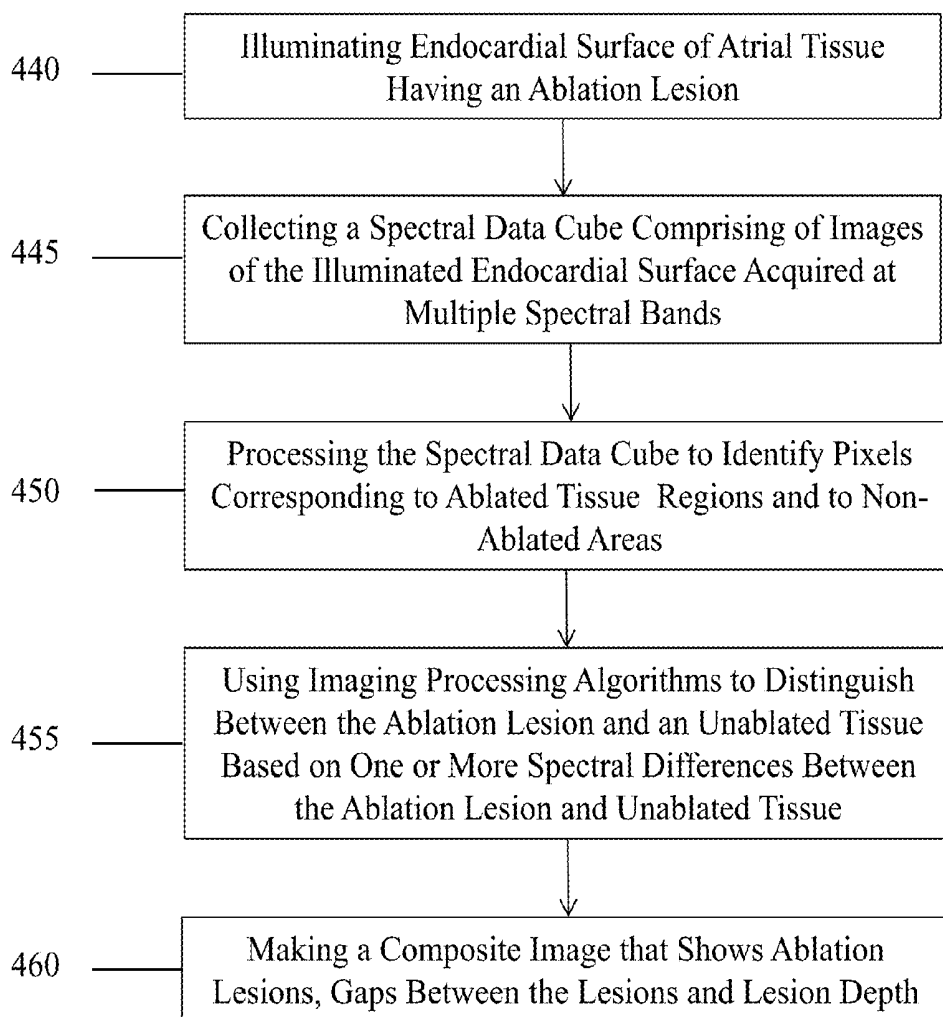 440
Illuminating Endocardial Surface of Atrial Tissue
Having an Ablation Lesion
445
Collecting a Spectral Data Cube Comprising of Images
of the Illuminated Endocardial Surface Acquired at
Multiple Spectral Bands
450
Processing the Spectral Data Cube to Identify Pixels
Corresponding to Ablated Tissue Regions and to Non-
Ablated Areas
455
Using Imaging Processing Algorithms to Distinguish
Between the Ablation Lesion and an Unablated Tissue
Based on One or More Spectral Differences Between
the Ablation Lesion and Unablated Tissue
460
Making a Composite Image that Shows Ablation
Lesions, Gaps Between the Lesions and Lesion Depth